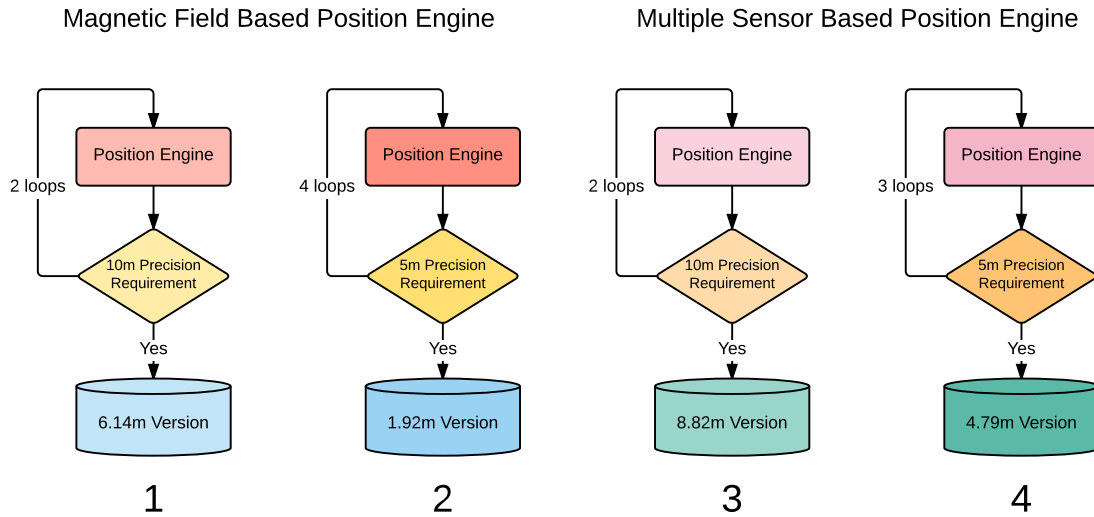 Magnetic Field Based Position Engine
Multiple Sensor Based Position Engine
Position Engine
2 loops
10m Precision
Requirement
Yes
6.14m Version
1
Position Engine
4 loops
5m Precision
Requirement
Yes
1.92m Version
2
Position Engine
2 loops
10m Precision
Requirement
Yes
8.82m Version
3
Position Engine
3 loops
5m Precision
Requirement
Yes
4.79m Version
4